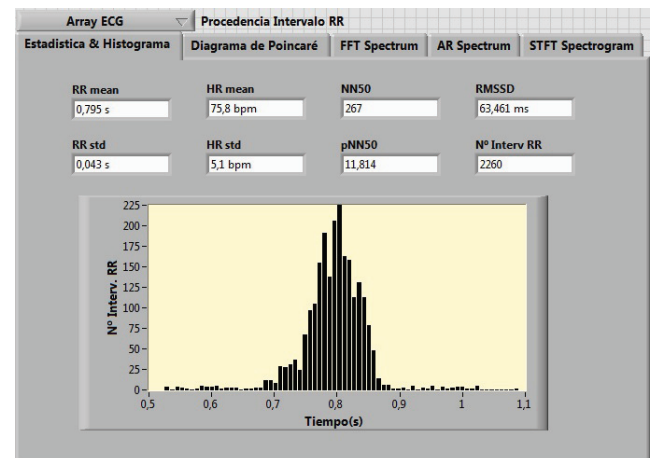 Array ECG Procedencia Intervalo RR
Estadistica & Histograma Diagrama de Poincaré FFT Spectrum AR Spectrum STFT Spectrogram
RR mean HR mean NN50 RMSSD
0,795 s 75,8 bpm 267 63,461 ms
RR std HR std pNN50 Nº Interv RR
0,043 s 5,1 bpm 11,814 2260
225
200
175
150
125
100
75
50
25
0
Nº Interv. RR
0,5 0,6 0,7 0,8 0,9 1 1,1
Tiempo(s)